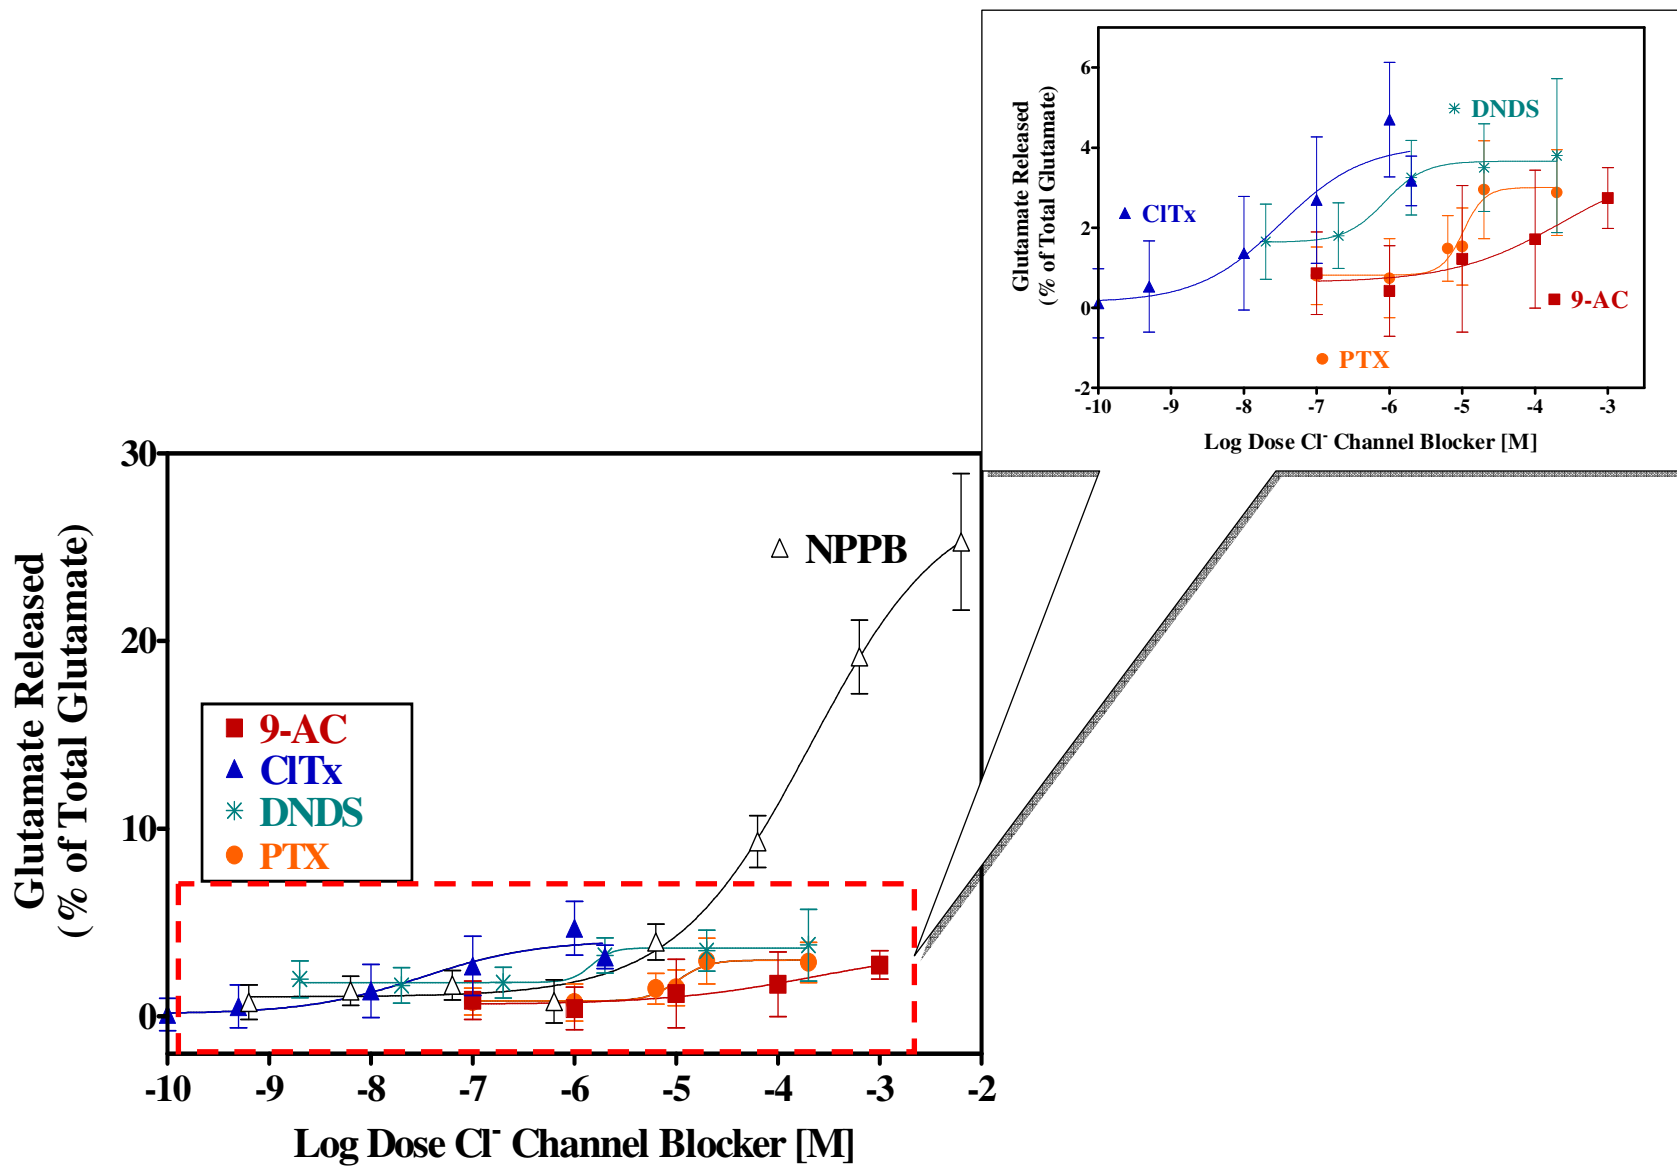 6
4
2
0
-2
Glutamate Released
(% of Total Glutamate)
DNDS
ClTx
9-AC
PTX
-10 -9 -8 -7 -6 -5 -4 -3
Log Dose Cl⁻ Channel Blocker [M]
30
20
10
0
Glutamate Released
(% of Total Glutamate)
NPPB
9-AC
ClTx
DNDS
PTX
-10 -9 -8 -7 -6 -5 -4 -3 -2
Log Dose Cl⁻ Channel Blocker [M]